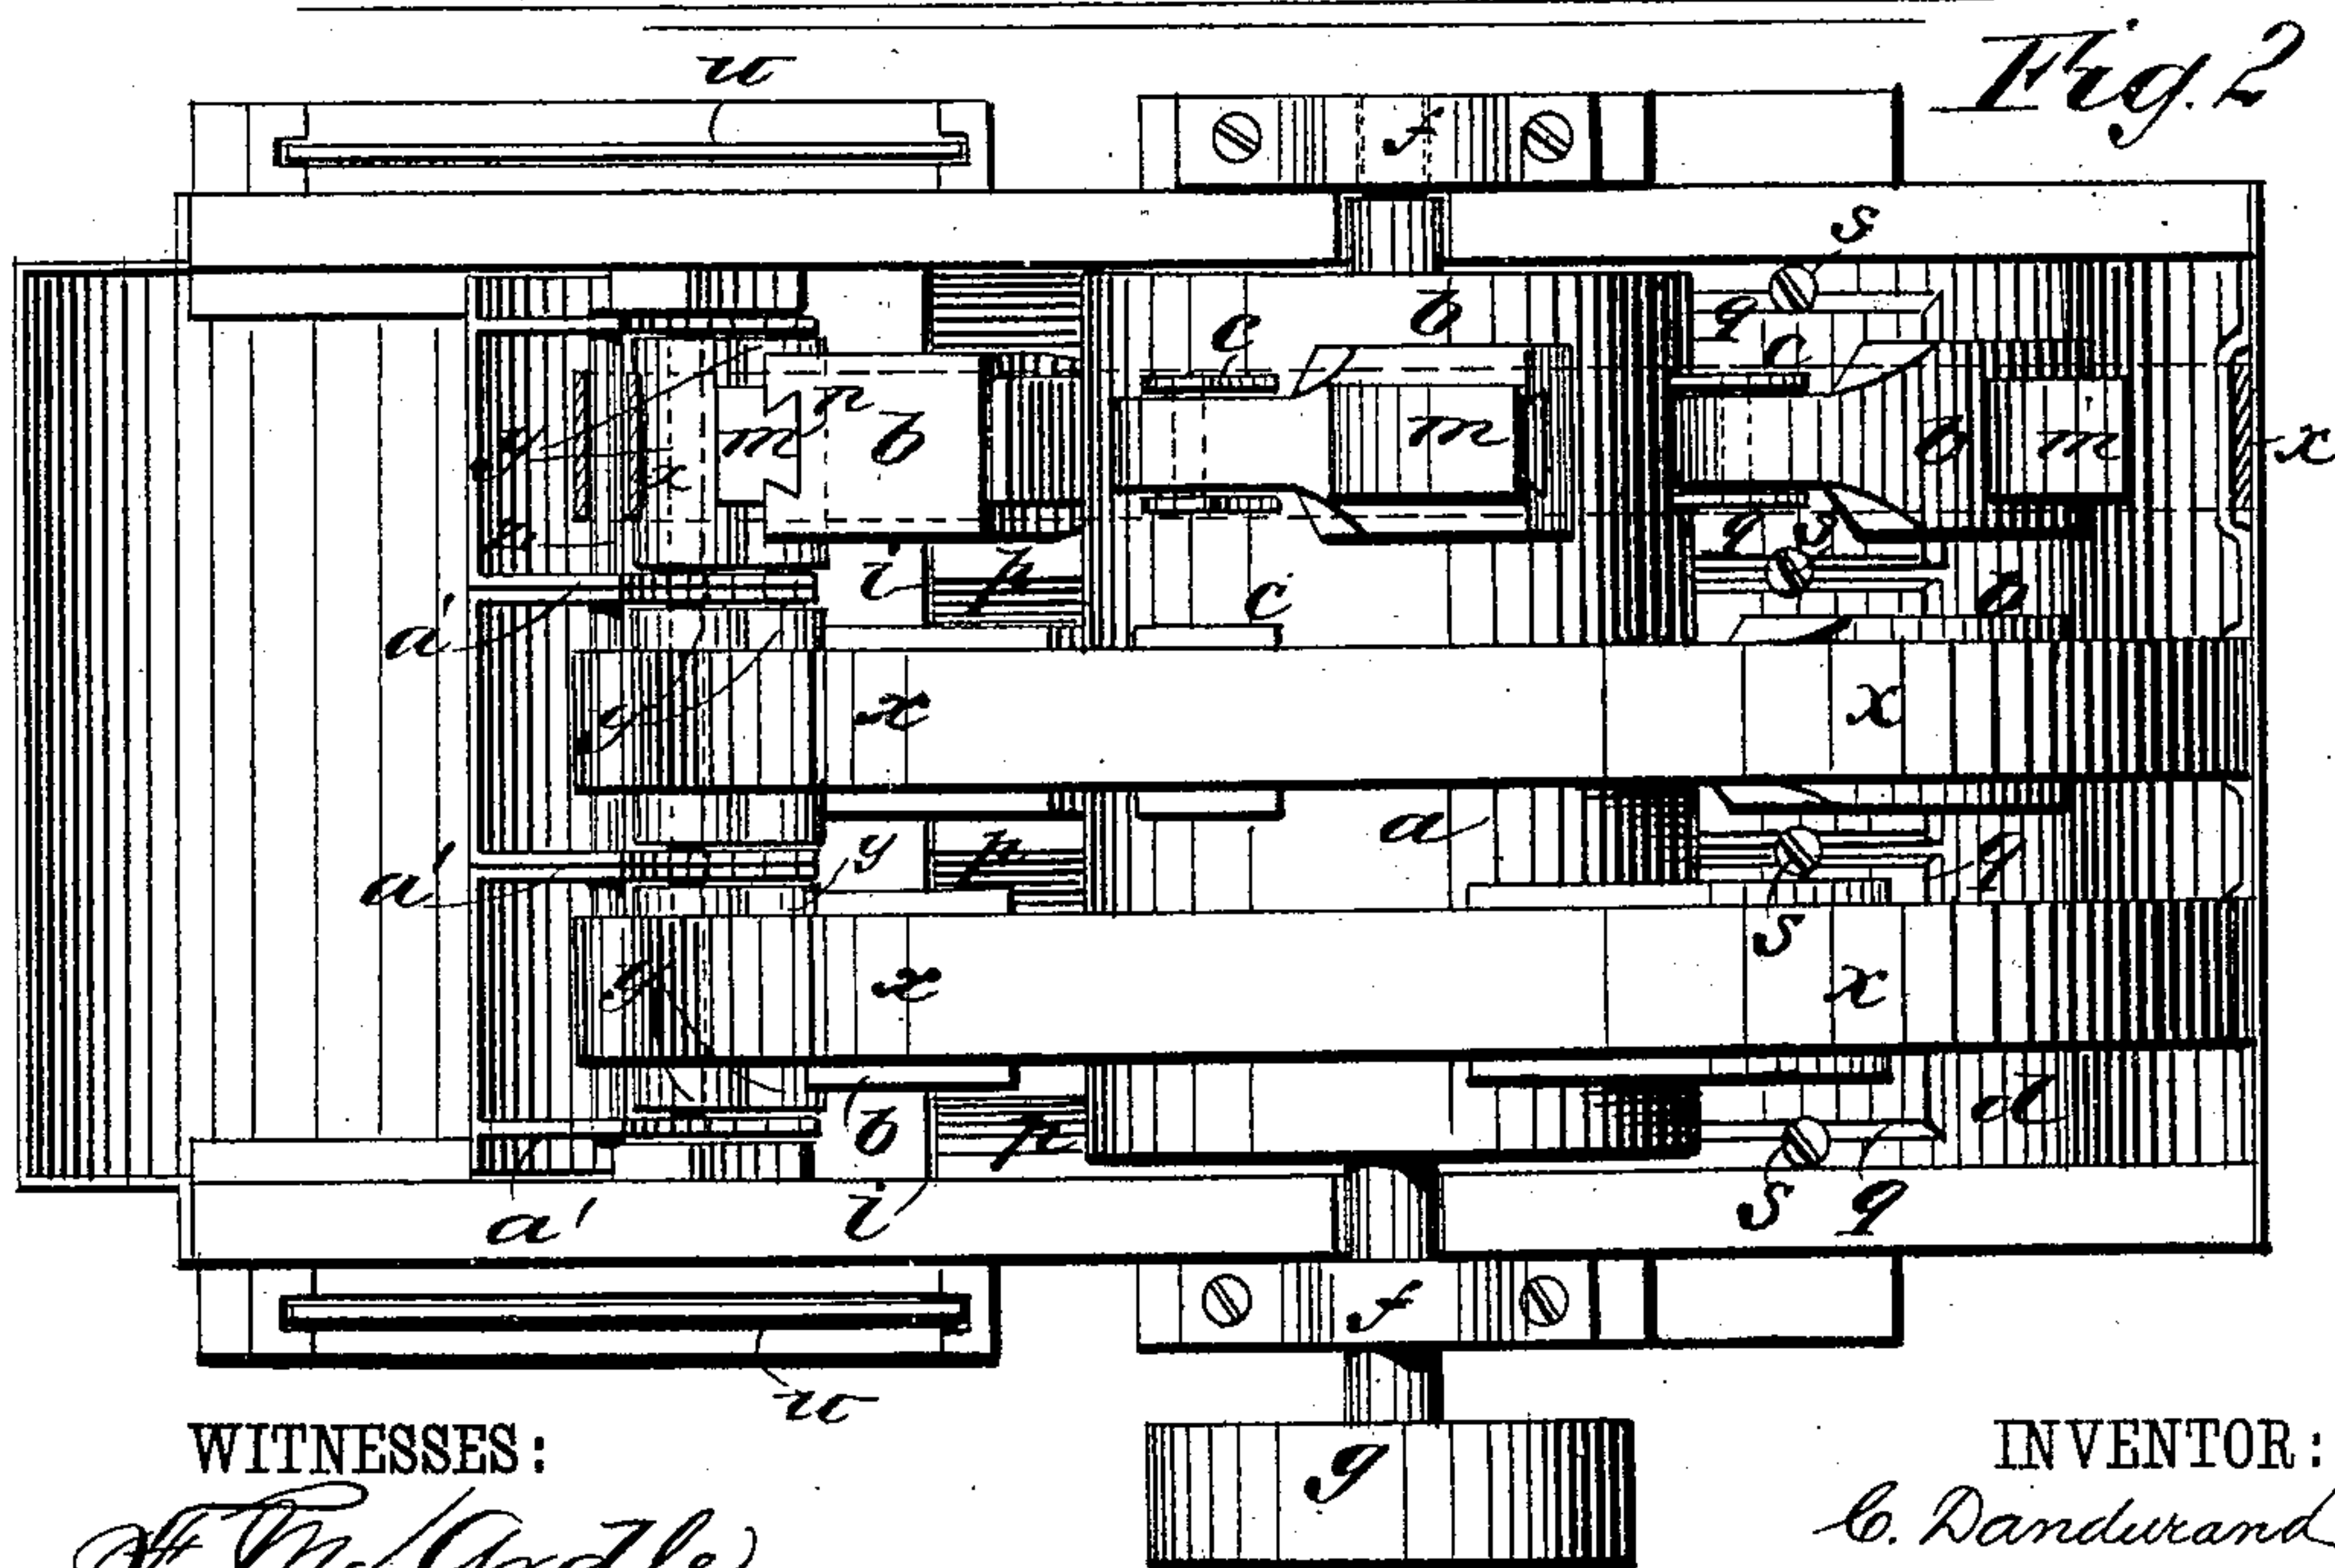 Fig. 2
u
f
s
b
c
q
c
n
m
b
m
b
m
x
y
x
z
q
s
i
p
c
b
a'
y
x
x
a
y
p
q
a'
s
y
x
x
d
b
p
s
q
a'
i
f
u
WITNESSES:
INVENTOR:
g
C. Dandurand